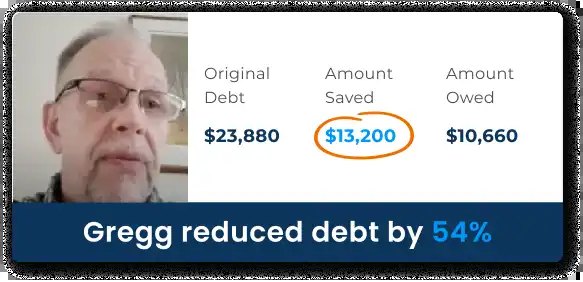 Original Debt
$23,880
Amount Saved
$13,200
Amount Owed
$10,660
Gregg reduced debt by 54%